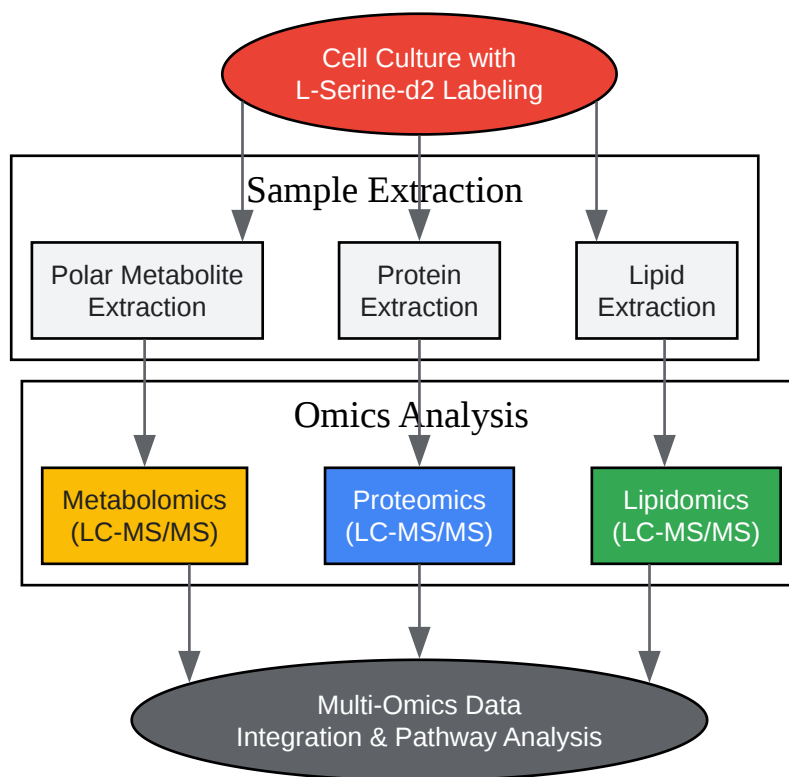 Cell Culture with
L-Serine-d2 Labeling
Sample Extraction
Polar Metabolite
Extraction
Protein
Extraction
Lipid
Extraction
Omics Analysis
Metabolomics
(LC-MS/MS)
Proteomics
(LC-MS/MS)
Lipidomics
(LC-MS/MS)
Multi-Omics Data
Integration & Pathway Analysis